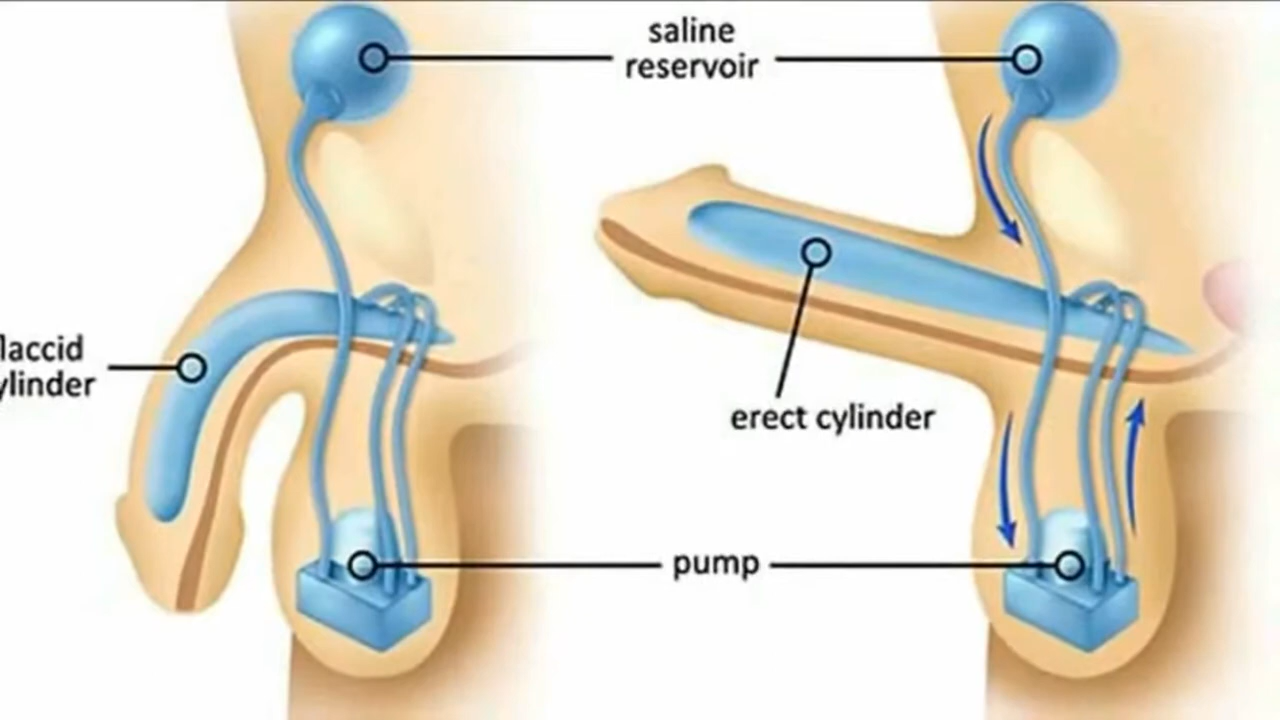 saline
reservoir
laccid
ylinder
erect cylinder
pump